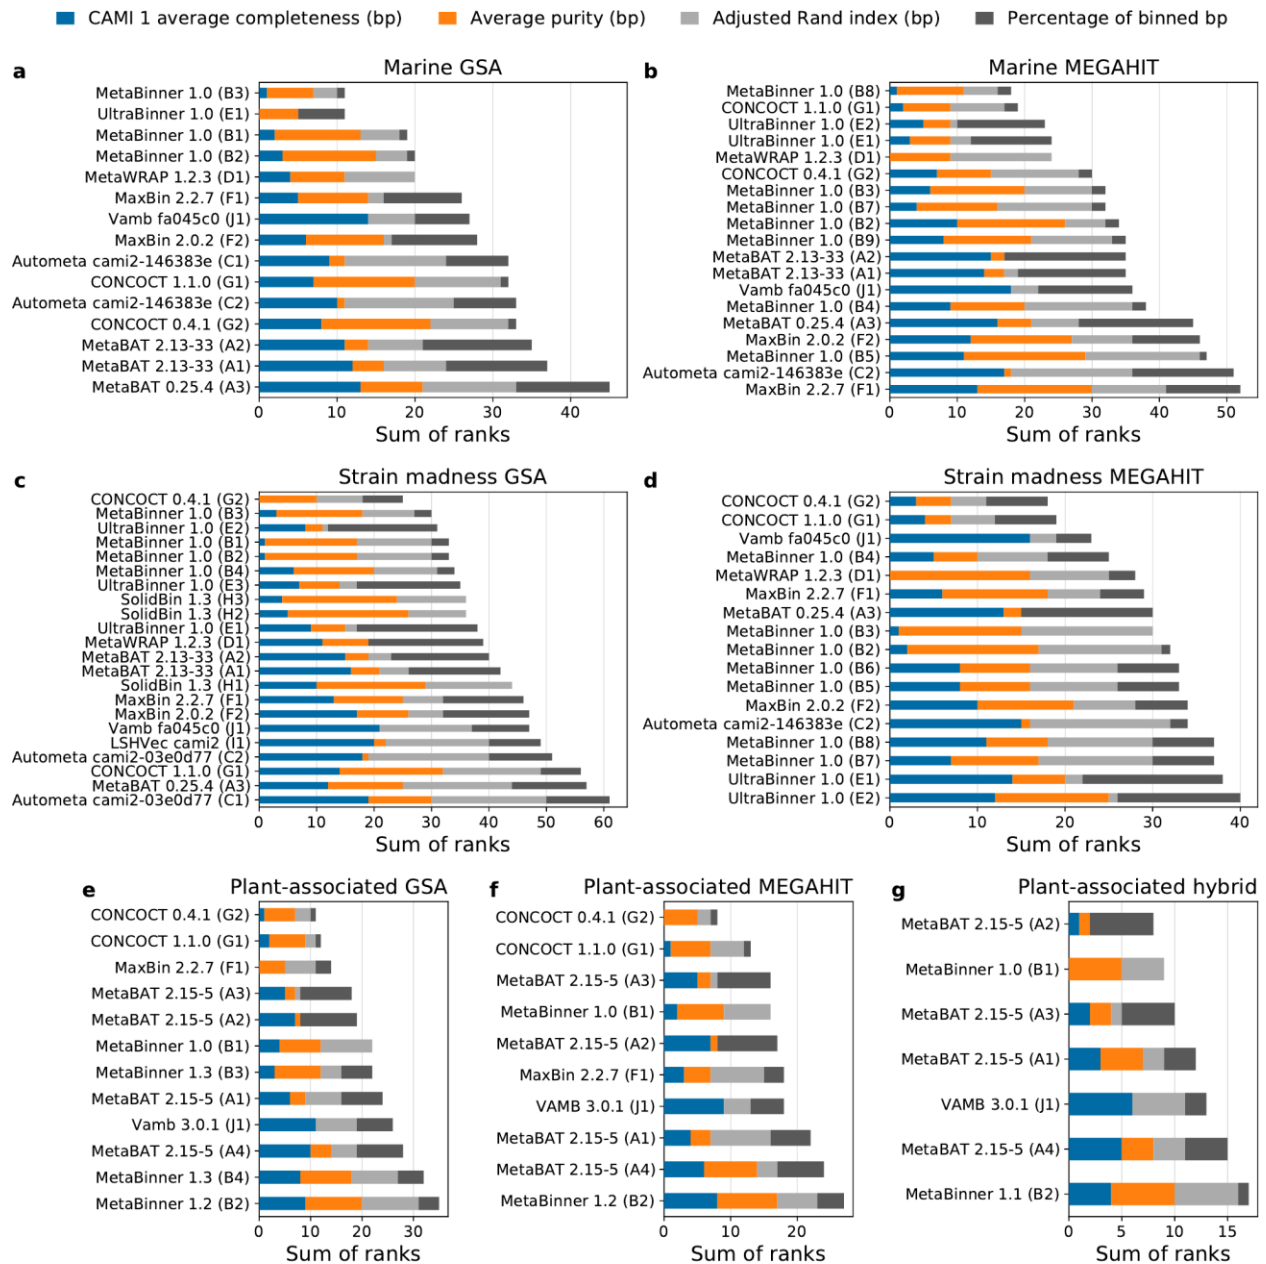 CAMI 1 average completeness (bp) Average purity (bp) Adjusted Rand index (bp) Percentage of binned bp
a
Marine GSA
MetaBinner 1.0 (B3)
UltraBinner 1.0 (E1)
MetaBinner 1.0 (B1)
MetaBinner 1.0 (B2)
MetaWRAP 1.2.3 (D1)
MaxBin 2.2.7 (F1)
Vamb fa045c0 (J1)
MaxBin 2.0.2 (F2)
Autometa cami2-146383e (C1)
CONCOCT 1.1.0 (G1)
Autometa cami2-146383e (C2)
CONCOCT 0.4.1 (G2)
MetaBAT 2.13-33 (A2)
MetaBAT 2.13-33 (A1)
MetaBAT 0.25.4 (A3)
0 10 20 30 40
Sum of ranks
b
Marine MEGAHIT
MetaBinner 1.0 (B8)
CONCOCT 1.1.0 (G1)
UltraBinner 1.0 (E2)
UltraBinner 1.0 (E1)
MetaWRAP 1.2.3 (D1)
CONCOCT 0.4.1 (G2)
MetaBinner 1.0 (B3)
MetaBinner 1.0 (B7)
MetaBinner 1.0 (B2)
MetaBinner 1.0 (B9)
MetaBAT 2.13-33 (A2)
MetaBAT 2.13-33 (A1)
Vamb fa045c0 (J1)
MetaBinner 1.0 (B4)
MetaBAT 0.25.4 (A3)
MaxBin 2.0.2 (F2)
MetaBinner 1.0 (B5)
Autometa cami2-146383e (C2)
MaxBin 2.2.7 (F1)
0 10 20 30 40 50
Sum of ranks
c
Strain madness GSA
CONCOCT 0.4.1 (G2)
MetaBinner 1.0 (B3)
UltraBinner 1.0 (E2)
MetaBinner 1.0 (B1)
MetaBinner 1.0 (B2)
MetaBinner 1.0 (B4)
UltraBinner 1.0 (E3)
SolidBin 1.3 (H3)
SolidBin 1.3 (H2)
UltraBinner 1.0 (E1)
MetaWRAP 1.2.3 (D1)
MetaBAT 2.13-33 (A2)
MetaBAT 2.13-33 (A1)
SolidBin 1.3 (H1)
MaxBin 2.2.7 (F1)
MaxBin 2.0.2 (F2)
Vamb fa045c0 (J1)
LSHVec cami2 (I1)
Autometa cami2-03e0d77 (C2)
CONCOCT 1.1.0 (G1)
MetaBAT 0.25.4 (A3)
Autometa cami2-03e0d77 (C1)
0 10 20 30 40 50 60
Sum of ranks
d
Strain madness MEGAHIT
CONCOCT 0.4.1 (G2)
CONCOCT 1.1.0 (G1)
Vamb fa045c0 (J1)
MetaBinner 1.0 (B4)
MetaWRAP 1.2.3 (D1)
MaxBin 2.2.7 (F1)
MetaBAT 0.25.4 (A3)
MetaBinner 1.0 (B3)
MetaBinner 1.0 (B2)
MetaBinner 1.0 (B6)
MetaBinner 1.0 (B5)
MaxBin 2.0.2 (F2)
Autometa cami2-146383e (C2)
MetaBinner 1.0 (B8)
MetaBinner 1.0 (B7)
UltraBinner 1.0 (E1)
UltraBinner 1.0 (E2)
0 10 20 30 40
Sum of ranks
e
Plant-associated GSA
CONCOCT 0.4.1 (G2)
CONCOCT 1.1.0 (G1)
MaxBin 2.2.7 (F1)
MetaBAT 2.15-5 (A3)
MetaBAT 2.15-5 (A2)
MetaBinner 1.0 (B1)
MetaBinner 1.3 (B3)
MetaBAT 2.15-5 (A1)
Vamb 3.0.1 (J1)
MetaBAT 2.15-5 (A4)
MetaBinner 1.3 (B4)
MetaBinner 1.2 (B2)
0 10 20 30
Sum of ranks
f
Plant-associated MEGAHIT
CONCOCT 0.4.1 (G2)
CONCOCT 1.1.0 (G1)
MetaBAT 2.15-5 (A3)
MetaBinner 1.0 (B1)
MetaBAT 2.15-5 (A2)
MaxBin 2.2.7 (F1)
VAMB 3.0.1 (J1)
MetaBAT 2.15-5 (A1)
MetaBAT 2.15-5 (A4)
MetaBinner 1.2 (B2)
0 10 20
Sum of ranks
g
Plant-associated hybrid
MetaBAT 2.15-5 (A2)
MetaBinner 1.0 (B1)
MetaBAT 2.15-5 (A3)
MetaBAT 2.15-5 (A1)
VAMB 3.0.1 (J1)
MetaBAT 2.15-5 (A4)
MetaBinner 1.1 (B2)
0 5 10 15
Sum of ranks